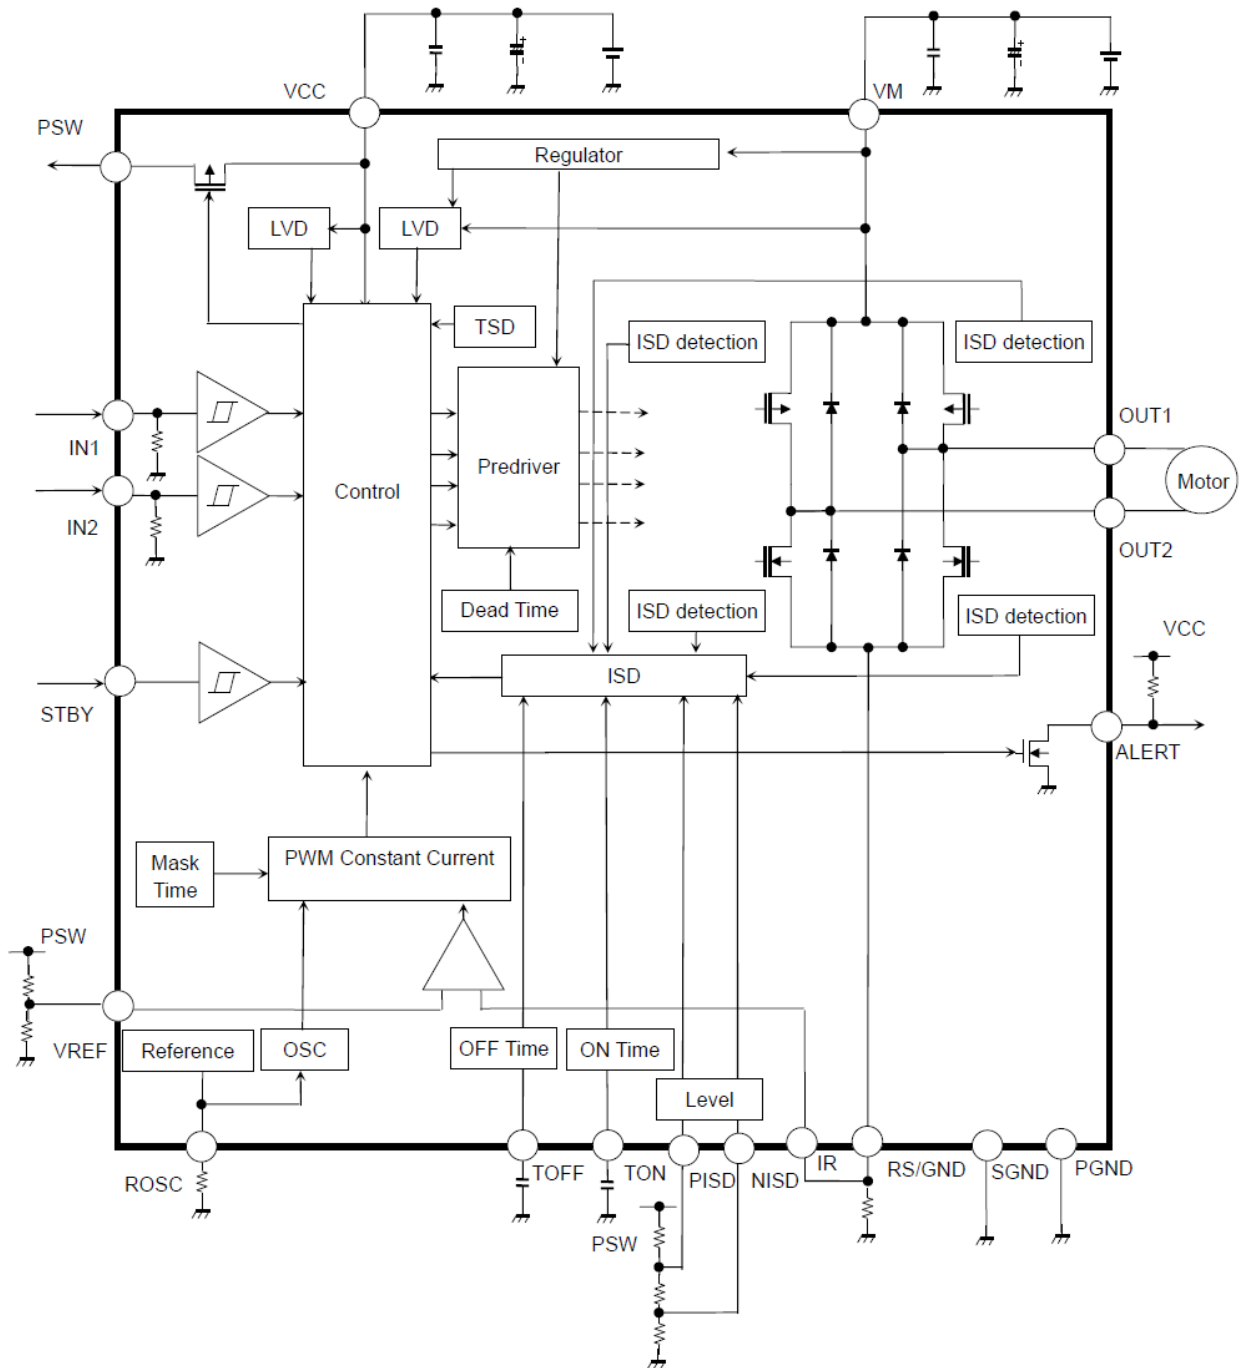 VCC
VM
PSW
Regulator
LVD
LVD
TSD
ISD detection
ISD detection
IN1
OUT1
Motor
Predriver
Control
IN2
OUT2
Dead Time
ISD detection
ISD detection
VCC
STBY
ISD
ALERT
Mask
Time
PWM Constant Current
PSW
VREF
Reference
OSC
OFF Time
ON Time
Level
ROSC
TOFF
TON
PISD
NISD
IR
RS/GND
SGND
PGND
PSW